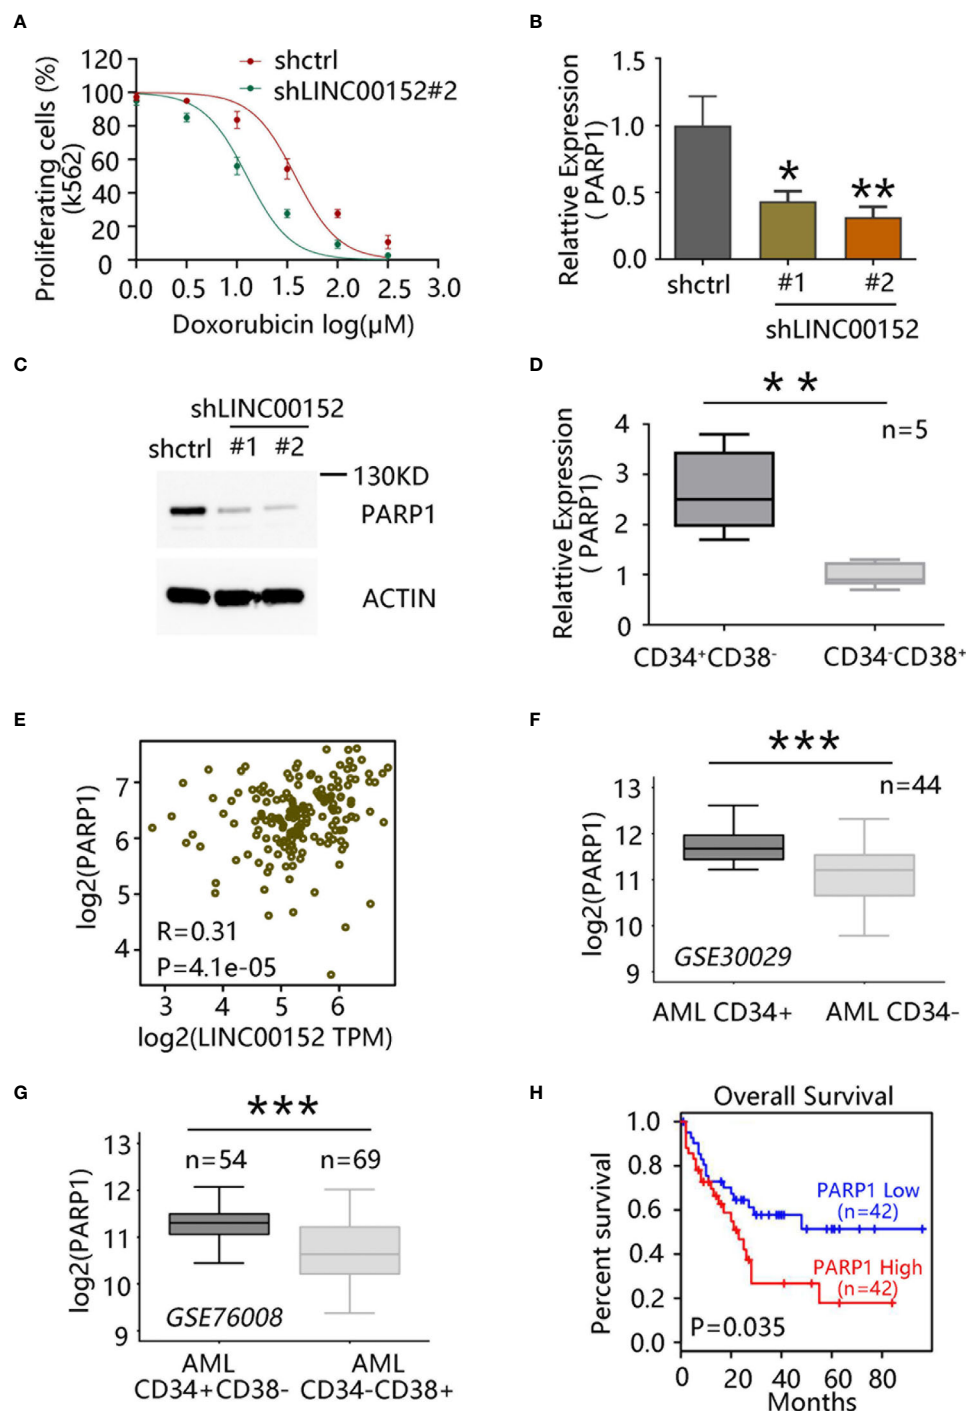 A
Proliferating cells (%)
(k562)
120
100
80
60
40
20
0
shctrl
shLINC00152#2
0.0 0.5 1.0 1.5 2.0 2.5 3.0
Doxorubicin log(μM)
B
Relattive Expression
( PARP1)
1.5
1.0
0.5
0.0
*
**
shctrl #1 #2
shLINC00152
C
shLINC00152
shctrl #1 #2
130KD
PARP1
ACTIN
D
Relattive Expression
( PARP1)
4
3
2
1
0
* *
n=5
CD34+CD38- CD34-CD38+
E
log2(PARP1)
7
6
5
4
R=0.31
P=4.1e-05
3 4 5 6
log2(LINC00152 TPM)
F
log2(PARP1)
13
12
11
10
9
***
n=44
GSE30029
AML CD34+ AML CD34-
G
log2(PARP1)
13
12
11
10
9
***
n=54 n=69
GSE76008
AML AML
CD34+CD38- CD34-CD38+
H
Overall Survival
Percent survival
1.0
0.8
0.6
0.4
0.2
0.0
PARP1 Low
(n=42)
PARP1 High
(n=42)
P=0.035
0 20 40 60 80
Months